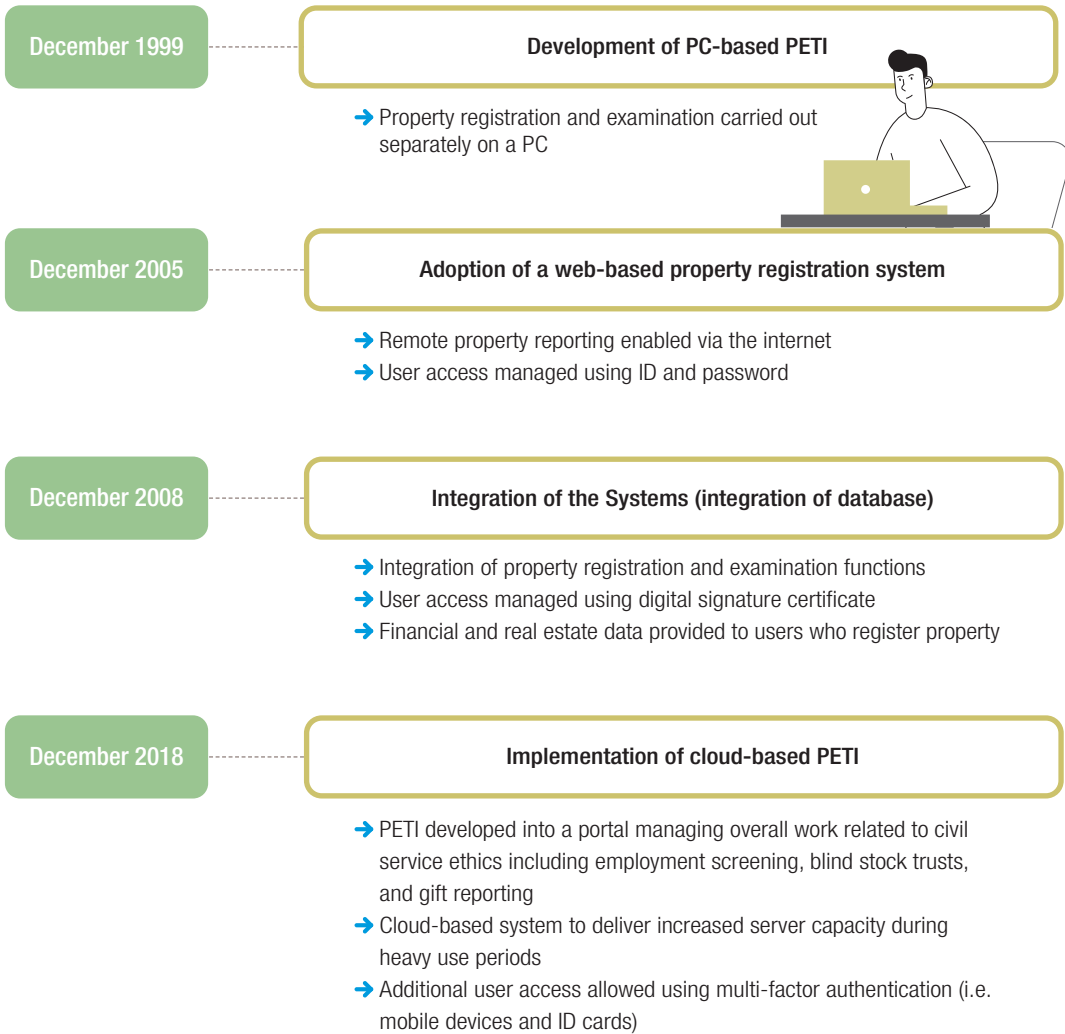 December 1999
Development of PC-based PETI
➔ Property registration and examination carried out
separately on a PC
December 2005
Adoption of a web-based property registration system
➔ Remote property reporting enabled via the internet
➔ User access managed using ID and password
December 2008
Integration of the Systems (integration of database)
➔ Integration of property registration and examination functions
➔ User access managed using digital signature certificate
➔ Financial and real estate data provided to users who register property
December 2018
Implementation of cloud-based PETI
➔ PETI developed into a portal managing overall work related to civil
service ethics including employment screening, blind stock trusts,
and gift reporting
➔ Cloud-based system to deliver increased server capacity during
heavy use periods
➔ Additional user access allowed using multi-factor authentication (i.e.
mobile devices and ID cards)